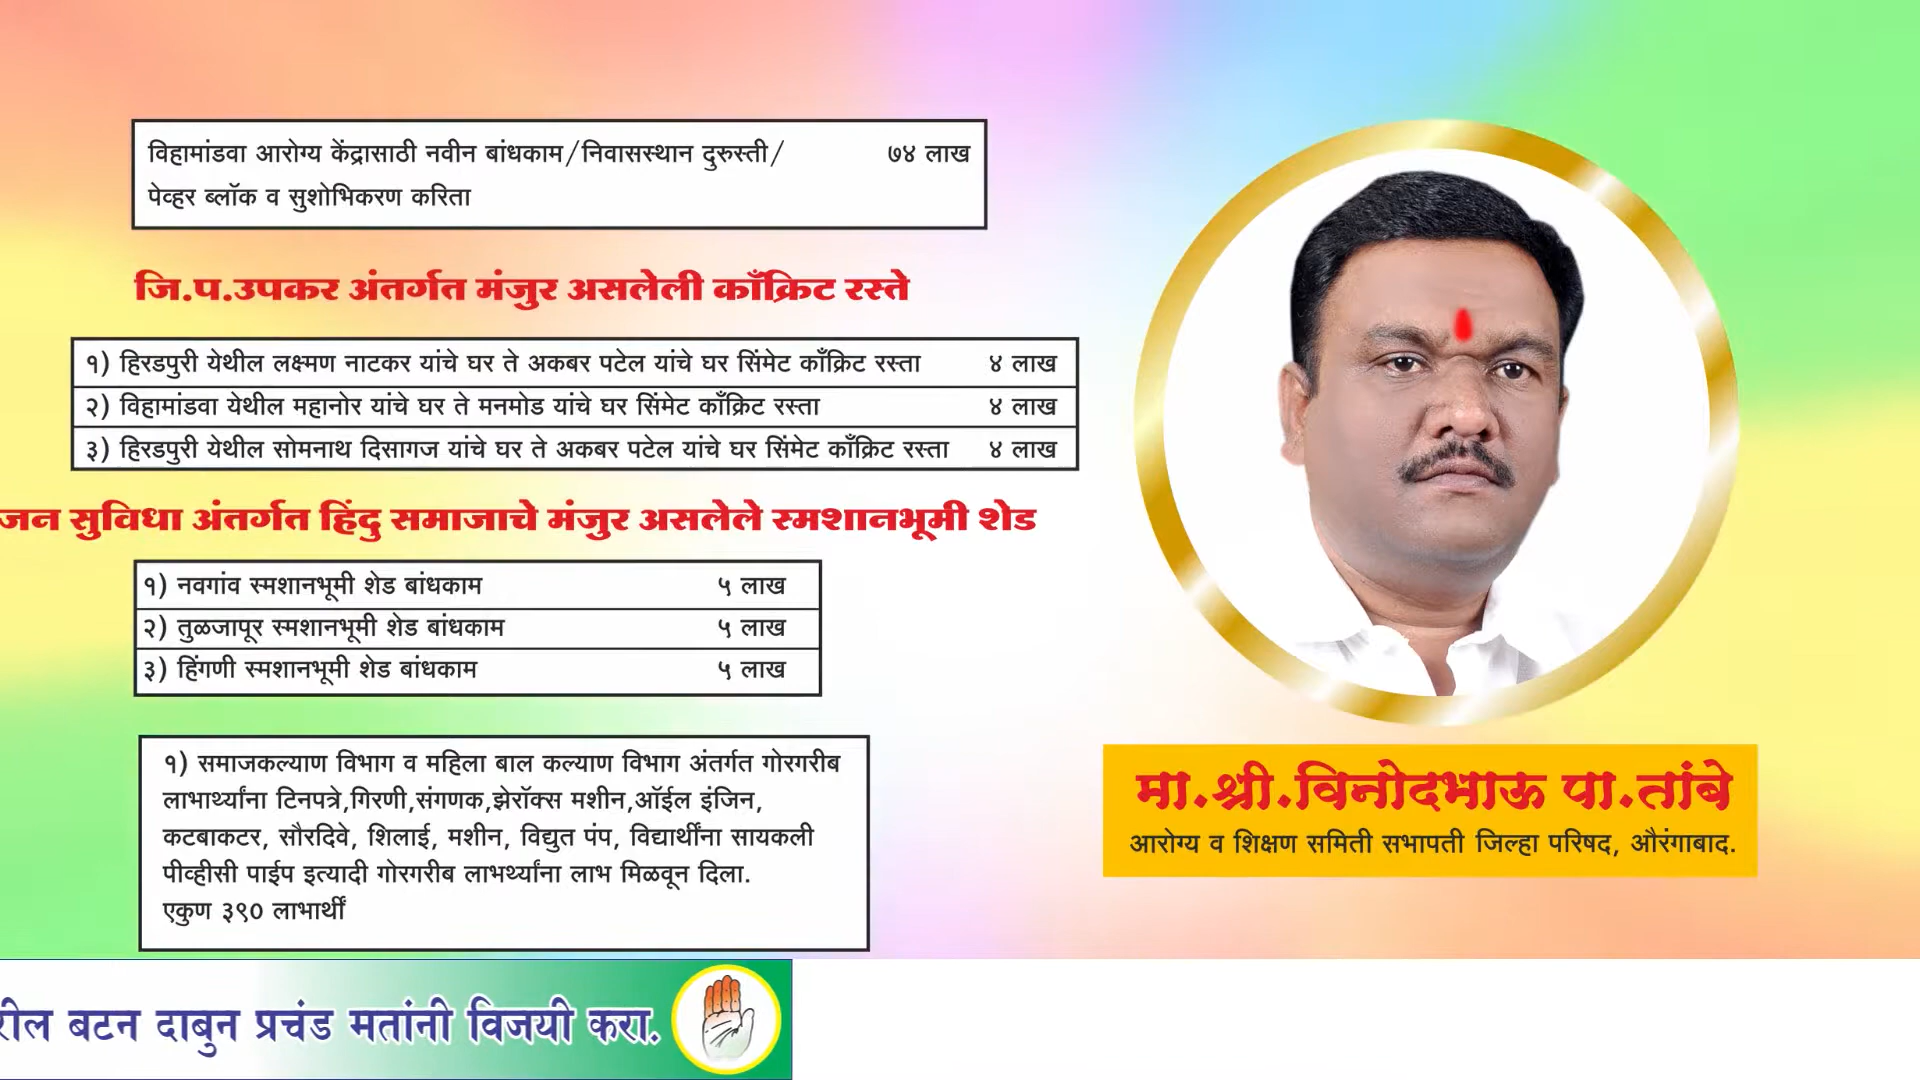 विहामांडवा आरोग्य केंद्रासाठी नवीन बांधकाम/निवासस्थान दुरुस्ती/ ७४ लाख
पेव्हर ब्लॉक व सुशोभिकरण करिता
जि.प.उपकर अंतर्गत मंजुर असलेली काँक्रिट रस्ते
१) हिरडपुरी येथील लक्ष्मण नाटकर यांचे घर ते अकबर पटेल यांचे घर सिंमेट काँक्रिट रस्ता ४ लाख
२) विहामांडवा येथील महानोर यांचे घर ते मनमोड यांचे घर सिंमेट काँक्रिट रस्ता ४ लाख
३) हिरडपुरी येथील सोमनाथ दिसागज यांचे घर ते अकबर पटेल यांचे घर सिंमेट काँक्रिट रस्ता ४ लाख
जन सुविधा अंतर्गत हिंदु समाजाचे मंजुर असलेले स्मशानभूमी शेड
१) नवगांव स्मशानभूमी शेड बांधकाम ५ लाख
२) तुळजापूर स्मशानभूमी शेड बांधकाम ५ लाख
३) हिंगणी स्मशानभूमी शेड बांधकाम ५ लाख
१) समाजकल्याण विभाग व महिला बाल कल्याण विभाग अंतर्गत गोरगरीब
लाभार्थ्यांना टिनपत्रे,गिरणी,संगणक,झेरॉक्स मशीन,ऑईल इंजिन,
कटबाकटर, सौरदिवे, शिलाई, मशीन, विद्युत पंप, विद्यार्थींना सायकली
पीव्हीसी पाईप इत्यादी गोरगरीब लाभर्थ्यांना लाभ मिळवून दिला.
एकुण ३९० लाभार्थीं
मा.श्री.विनोदभाऊ पा.तांबे
आरोग्य व शिक्षण समिती सभापती जिल्हा परिषद, औरंगाबाद.
बटन दाबुन प्रचंड मतांनी विजयी करा.